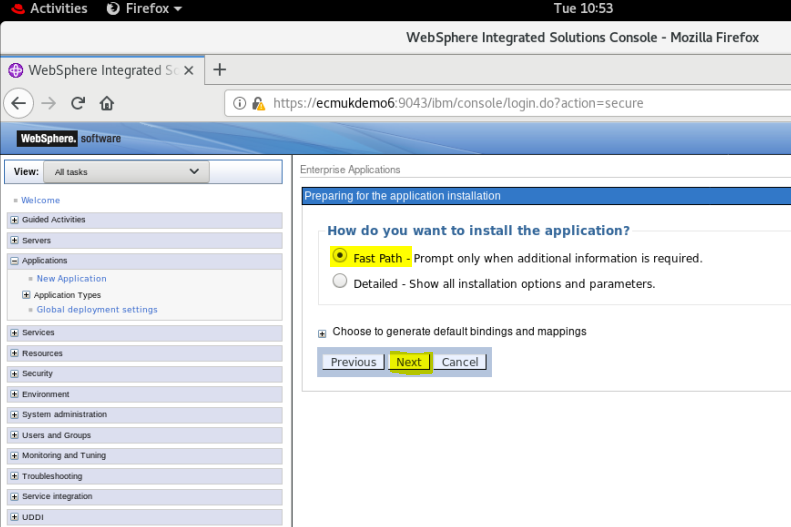 Activities Firefox Tue 10:53
WebSphere Integrated Solutions Console - Mozilla Firefox
WebSphere Integrated Sc
https://ecmukdemo6:9043/ibm/console/login.do?action=secure
WebSphere. software
View: All tasks
Welcome
Guided Activities
Servers
Applications
New Application
Application Types
Global deployment settings
Services
Resources
Security
Environment
System administration
Users and Groups
Monitoring and Tuning
Troubleshooting
Service integration
UDDI
Enterprise Applications
Preparing for the application installation
How do you want to install the application?
Fast Path - Prompt only when additional information is required.
Detailed - Show all installation options and parameters.
Choose to generate default bindings and mappings
Previous Next Cancel